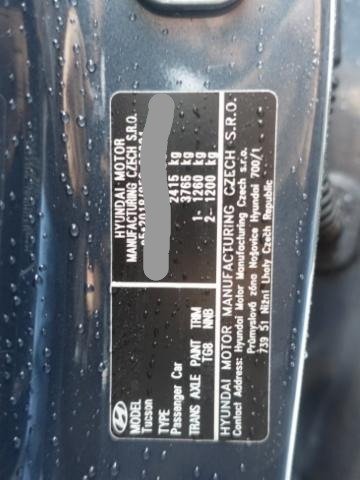 HYUNDAI MOTOR
MANUFACTURING CZECH S.R.O.
2415 kg
3765 kg
1- 1260 kg
2- 1200 kg
MODEL
Tucson
TYPE
Passenger Car
TRANS AXLE PAINT TRM
TG8 NNB
HYUNDAI MOTOR MANUFACTURING CZECH S.R.O.
Contact Address: Hyundai Motor Manufacturing Czech s.r.o.
Průmyslová zóna Nošovice Hyundai 700/1
739 51 Nižní Lhoty Czech Republic